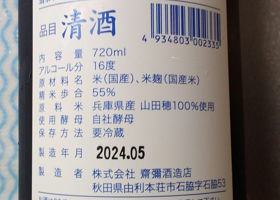 品目 清酒
4934803002335
内容量 720ml
アルコール分 16度
原材料名 米(国産)、米麹(国産米)
精米歩合 55%
原料米 兵庫県産 山田穂100%使用
使用酵母 自社酵母
保存方法 要冷蔵
製造年月 2024.05
製造者 株式会社 齋彌酒造店
秋田県由利本荘市石脇字石脇53